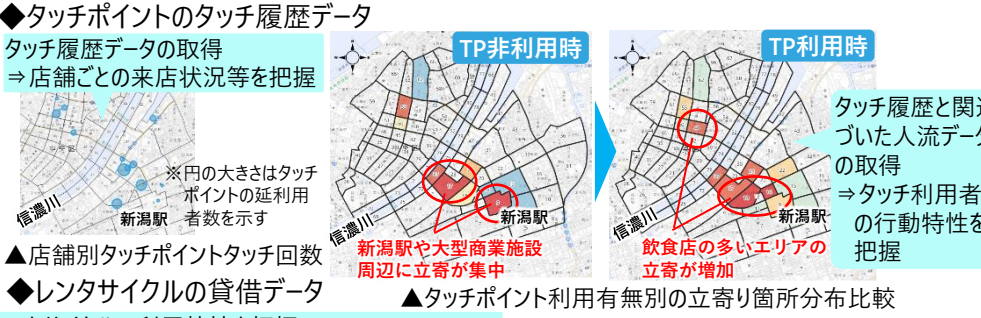 ◆タッチポイントのタッチ履歴データ
タッチ履歴データの取得
⇒店舗ごとの来店状況等を把握
※円の大きさはタッチ
ポイントの延利用
者数を示す
信濃川
新潟駅
▲店舗別タッチポイントタッチ回数
TP非利用時
信濃川
新潟駅
新潟駅や大型商業施設
周辺に立寄が集中
TP利用時
信濃川
新潟駅
飲食店の多いエリアの
立寄が増加
タッチ履歴と関連
づいた人流データ
の取得
⇒タッチ利用者
の行動特性を
把握
▲タッチポイント利用有無別の立寄り箇所分布比較
◆レンタサイクルの貸借データ